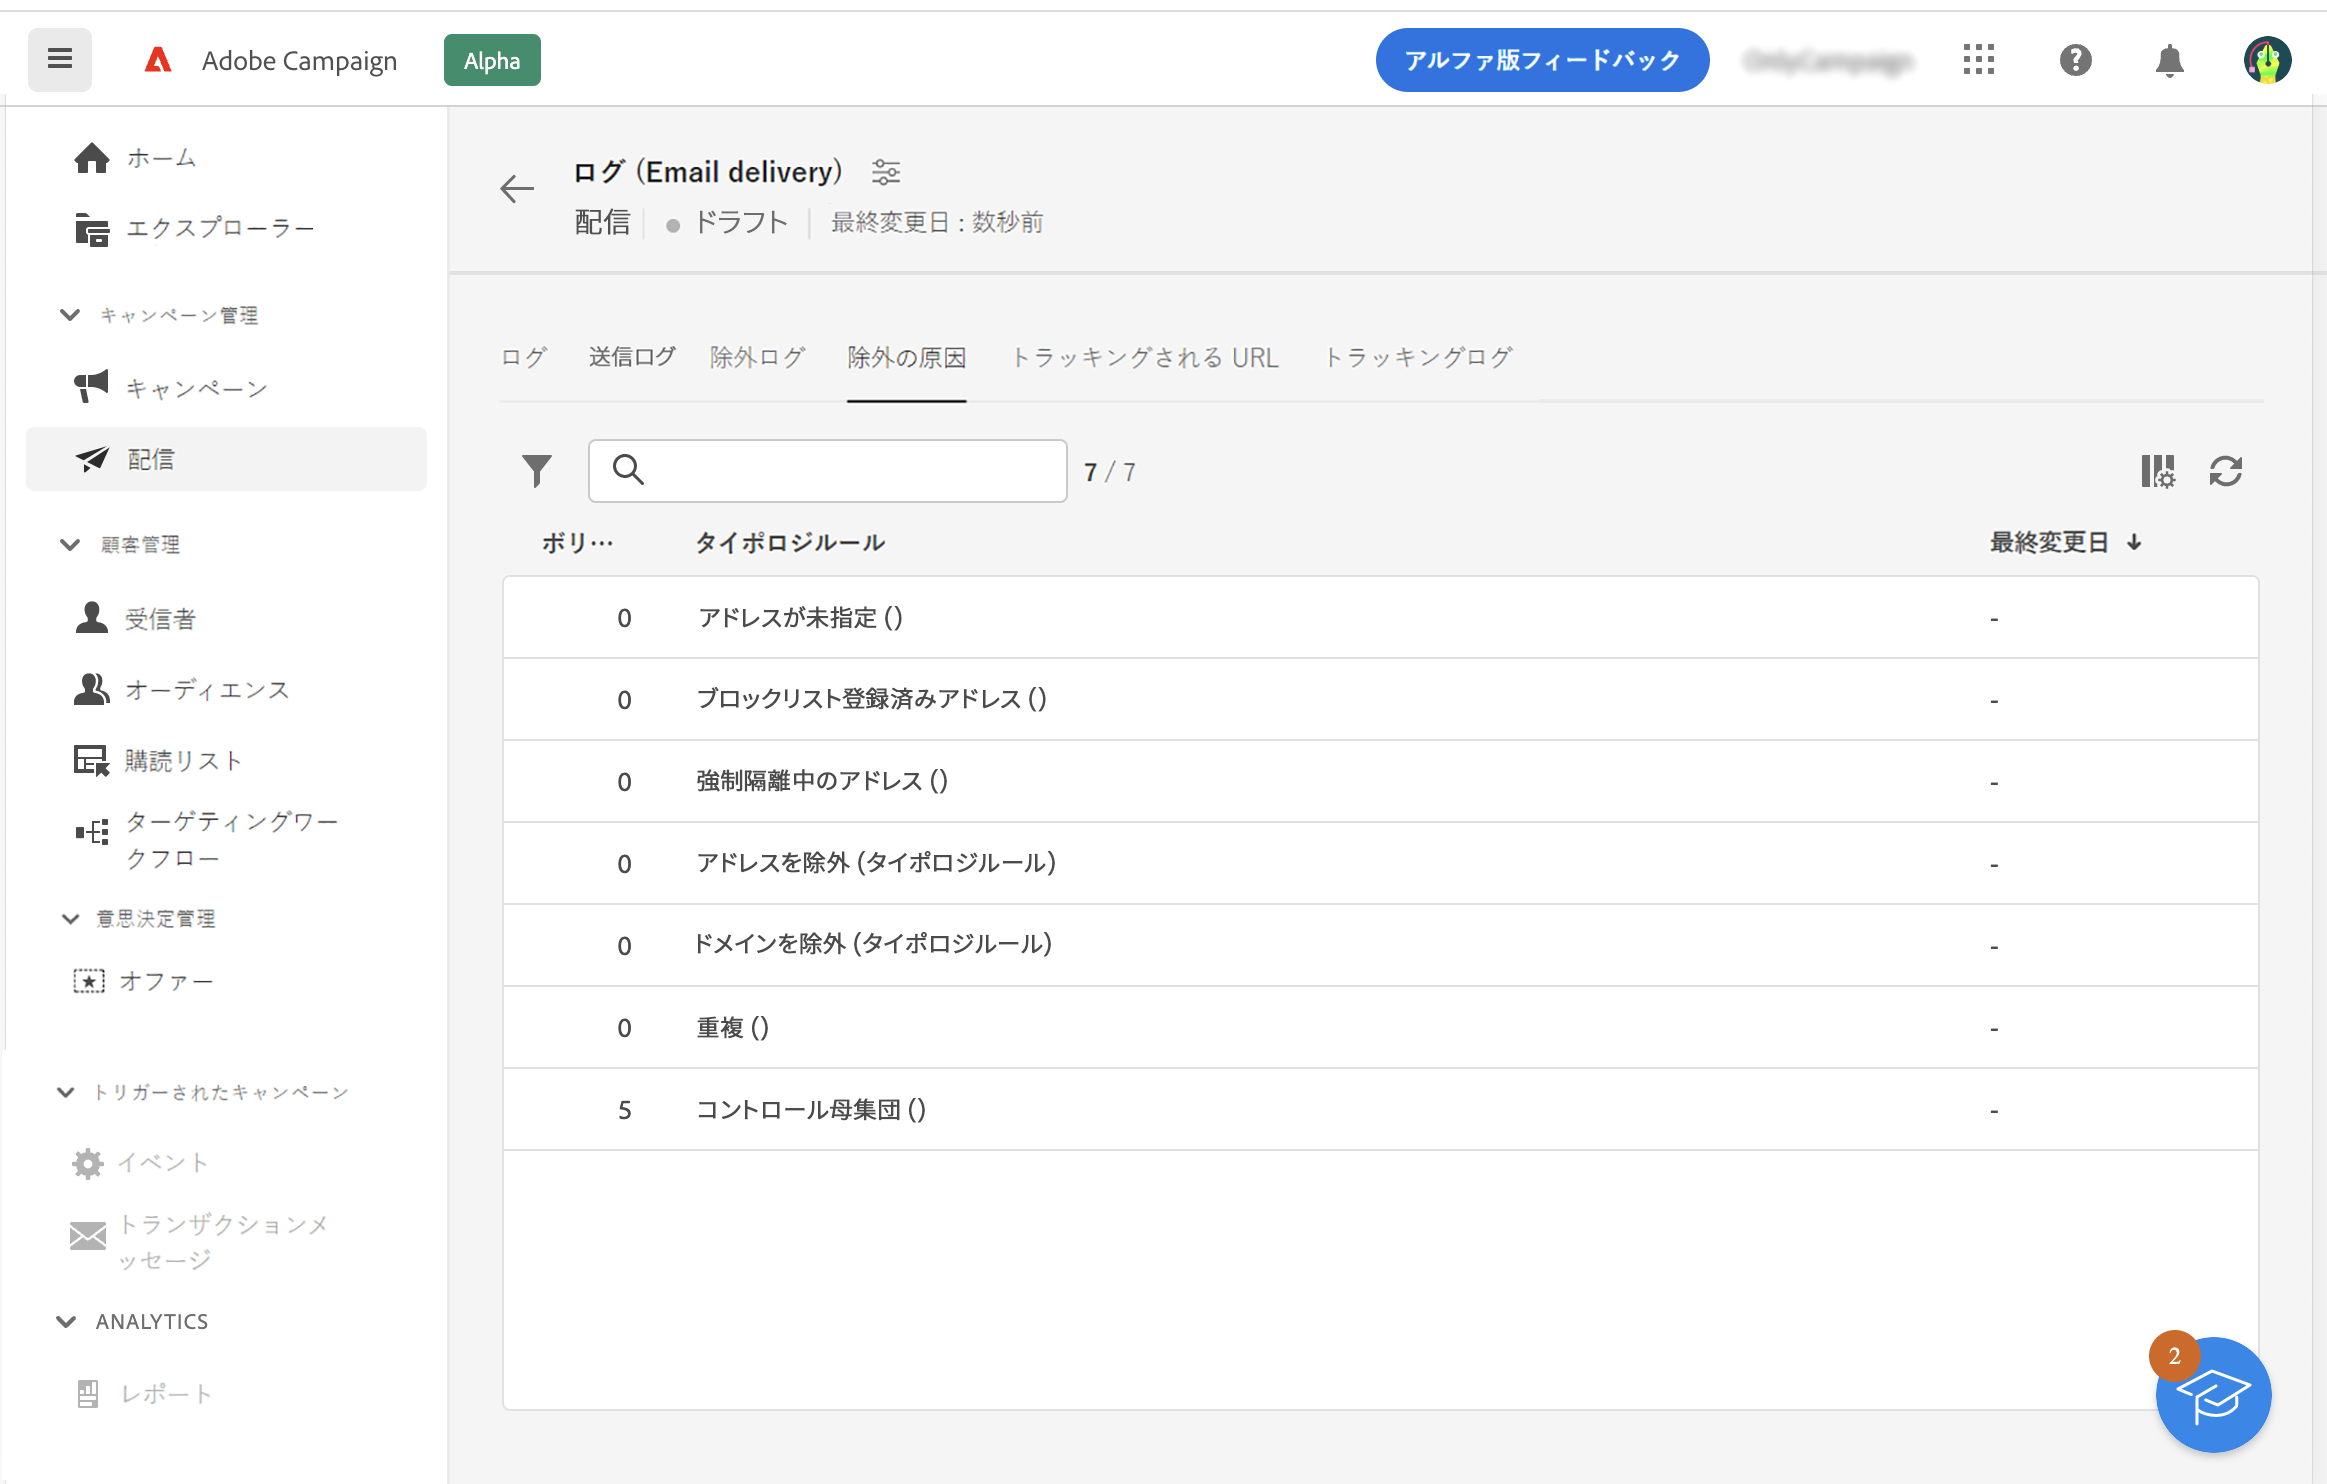 Adobe Campaign
Alpha
アルファ版フィードバック
ホーム
エクスプローラー
キャンペーン管理
キャンペーン
配信
顧客管理
受信者
オーディエンス
購読リスト
ターゲティングワー
クフロー
意思決定管理
オファー
トリガーされたキャンペーン
イベント
トランザクションメ
ッセージ
ANALYTICS
レポート
ログ (Email delivery)
配信 ドラフト 最終変更日 : 数秒前
ログ 送信ログ 除外ログ 除外の原因 トラッキングされる URL トラッキングログ
7 / 7
ボリ… タイポロジルール 最終変更日
0 アドレスが未指定 () -
0 ブロックリスト登録済みアドレス () -
0 強制隔離中のアドレス () -
0 アドレスを除外 (タイポロジルール) -
0 ドメインを除外 (タイポロジルール) -
0 重複 () -
5 コントロール母集団 () -
2